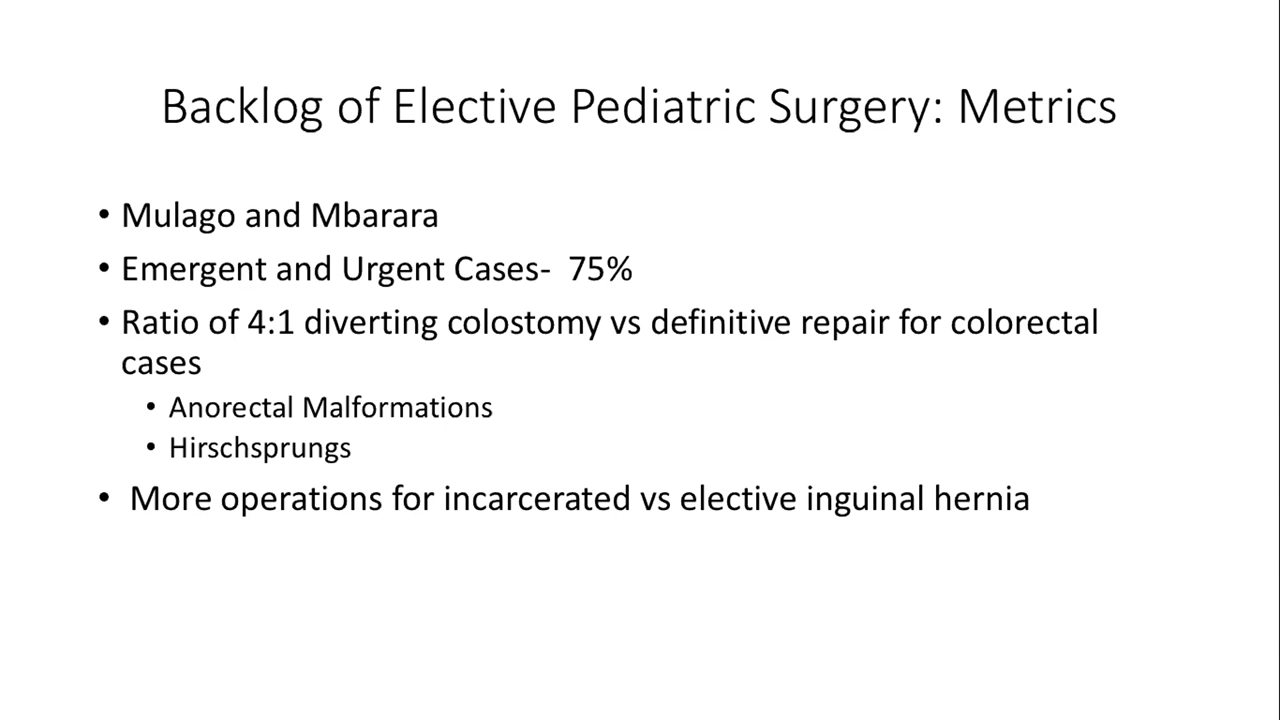 Backlog of Elective Pediatric Surgery: Metrics
• Mulago and Mbarara
• Emergent and Urgent Cases-  75%
• Ratio of 4:1 diverting colostomy vs definitive repair for colorectal
cases
• Anorectal Malformations
• Hirschsprungs
• More operations for incarcerated vs elective inguinal hernia